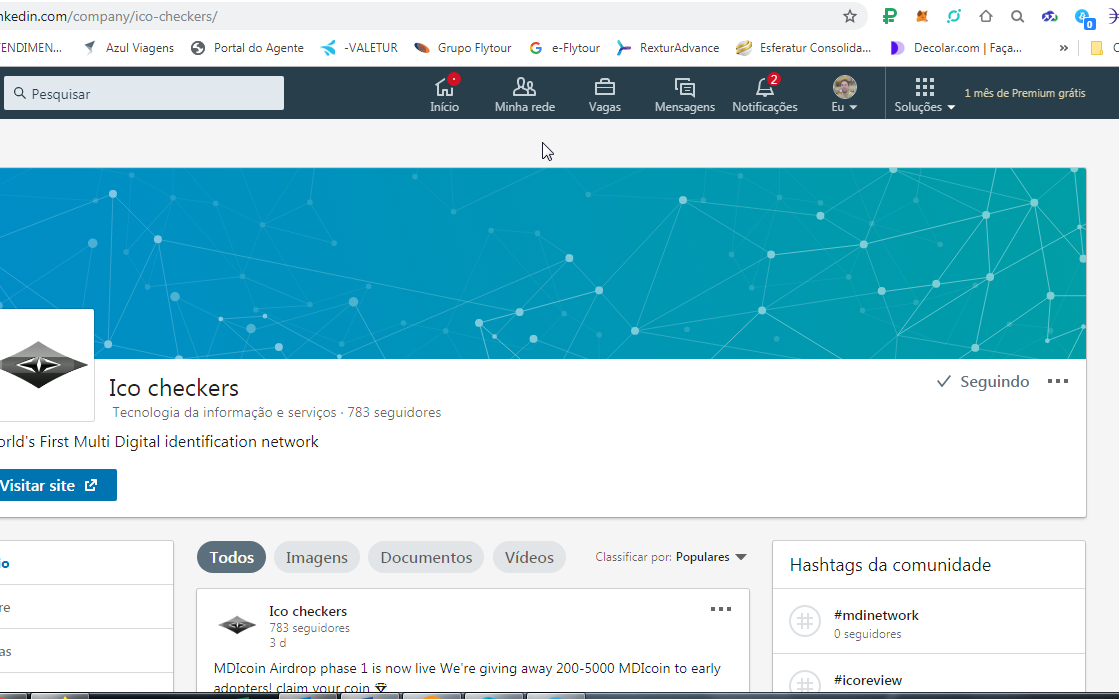 nkedin.com/company/ico-checkers/
ENDIMEN...
Azul Viagens
Portal do Agente
-VALETUR
Grupo Flytour
e-Flytour
RexturAdvance
Esferatur Consolida...
Decolar.com | Faça...
»
0
Pesquisar
Início
Minha rede
Vagas
Mensagens
2
Notificações
Eu
Soluções
1 mês de Premium grátis
Ico checkers
Seguindo
Tecnologia da informação e serviços · 783 seguidores
orld's First Multi Digital identification network
Visitar site
io
re
as
Todos
Imagens
Documentos
Vídeos
Classificar por: Populares
Ico checkers
783 seguidores
3 d
MDIcoin Airdrop phase 1 is now live We're giving away 200-5000 MDIcoin to early
adopters! claim your coin
Hashtags da comunidade
#mdinetwork
0 seguidores
#icoreview